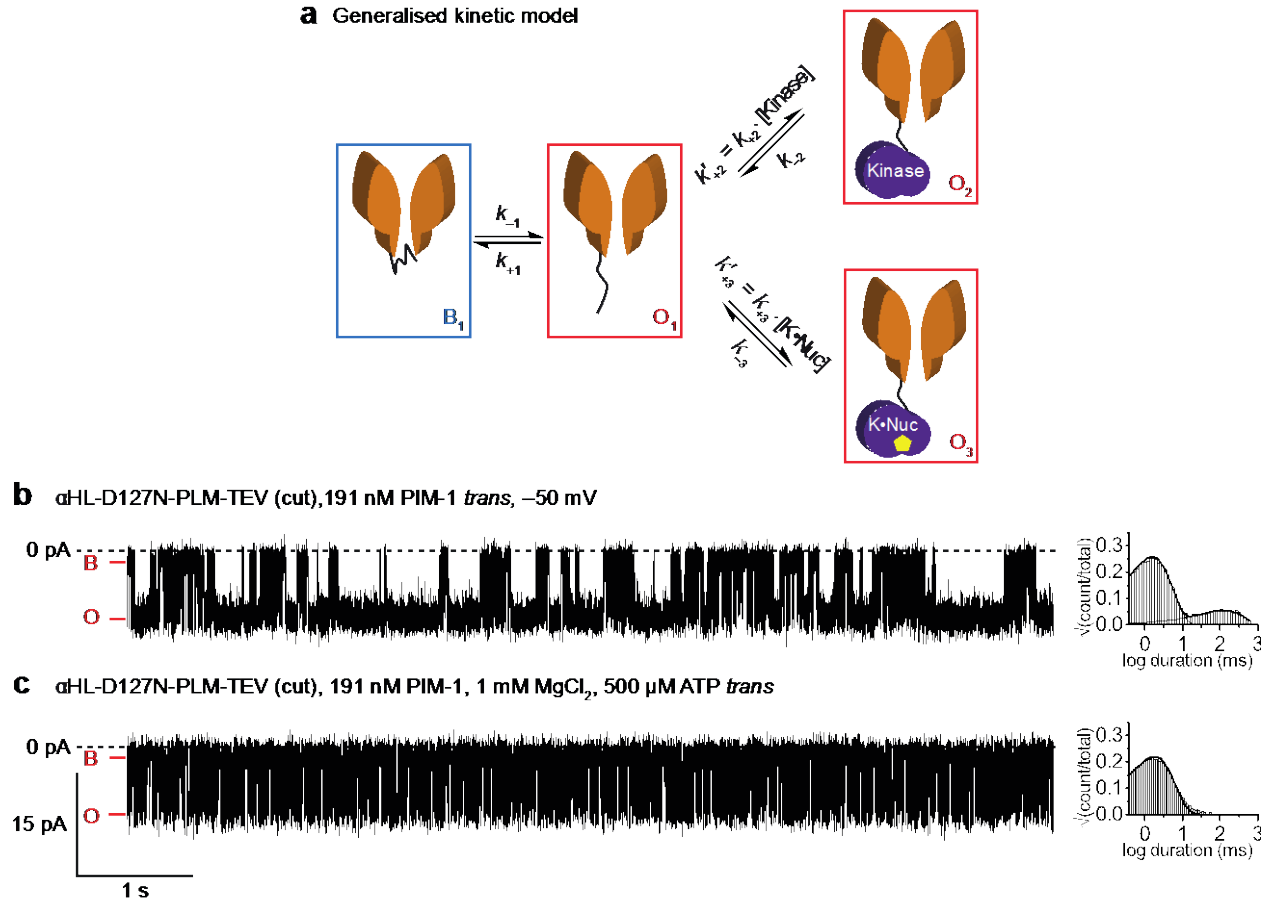 a Generalised kinetic model
k′+2 = k+2· [Kinase]
k−2
Kinase
O2
k−1
k+1
B1
O1
k′+3 = k+3· [K•Nuc]
k−3
K•Nuc
O3
b αHL-D127N-PLM-TEV (cut),191 nM PIM-1 trans, −50 mV
0 pA
B
O
√(count/total)
0.3
0.2
0.1
0.0
0 1 2 3
log duration (ms)
c αHL-D127N-PLM-TEV (cut), 191 nM PIM-1, 1 mM MgCl2, 500 μM ATP trans
0 pA
B
O
15 pA
1 s
√(count/total)
0.3
0.2
0.1
0.0
0 1 2 3
log duration (ms)